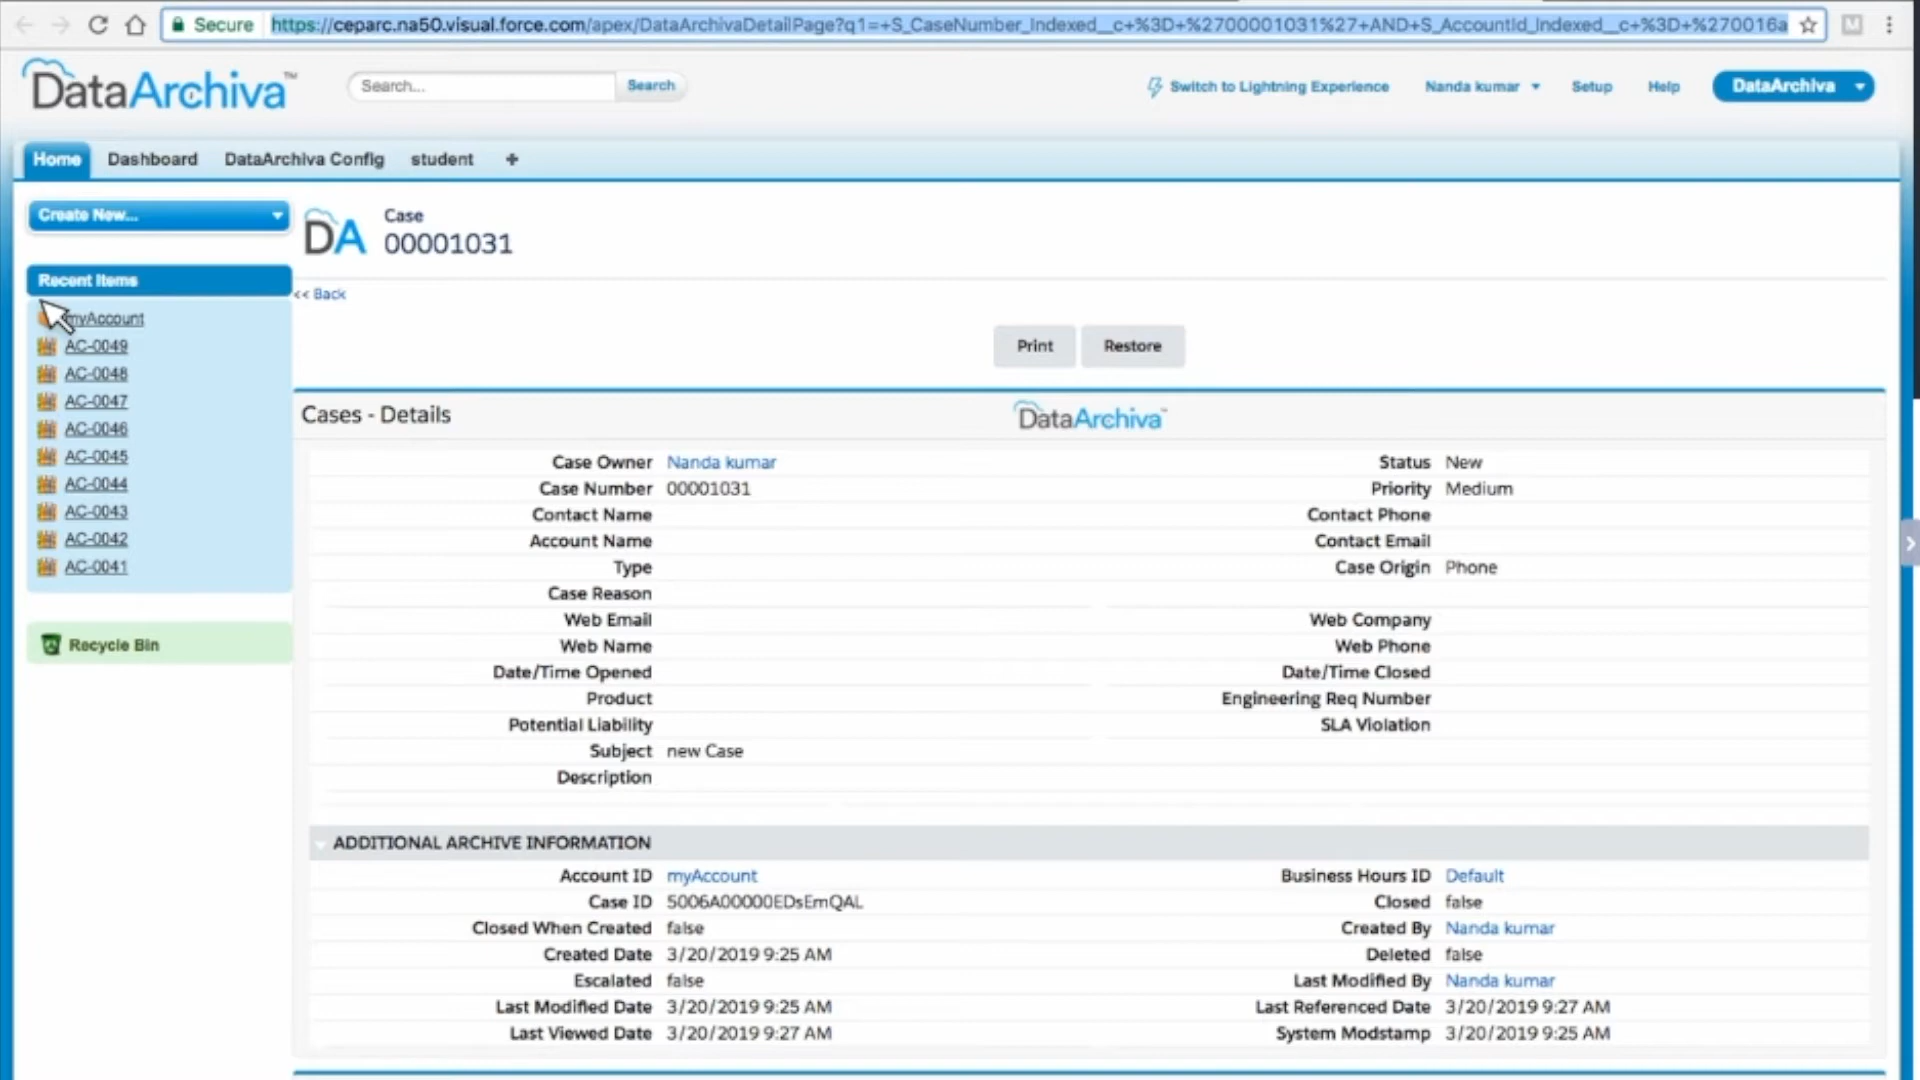 Secure https://ceparc.na50.visual.force.com/apex/DataArchivaDetailPage?q1=+S_CaseNumber_Indexed__c+%3D+%2700001031%27+AND+S_AccountId_Indexed__c+%3D+%270016a
DataArchiva™ Search... Search Switch to Lightning Experience Nanda kumar Setup Help DataArchiva
Home Dashboard DataArchiva Config student +
Create New...
DA Case
00001031
Recent Items
<< Back
myAccount
AC-0049
AC-0048
AC-0047
AC-0046
AC-0045
AC-0044
AC-0043
AC-0042
AC-0041
Recycle Bin
Print Restore
Cases - Details DataArchiva™
Case Owner Nanda kumar Status New
Case Number 00001031 Priority Medium
Contact Name Contact Phone
Account Name Contact Email
Type Case Origin Phone
Case Reason
Web Email Web Company
Web Name Web Phone
Date/Time Opened Date/Time Closed
Product Engineering Req Number
Potential Liability SLA Violation
Subject new Case
Description
ADDITIONAL ARCHIVE INFORMATION
Account ID myAccount Business Hours ID Default
Case ID 5006A00000EDsEmQAL Closed false
Closed When Created false Created By Nanda kumar
Created Date 3/20/2019 9:25 AM Deleted false
Escalated false Last Modified By Nanda kumar
Last Modified Date 3/20/2019 9:25 AM Last Referenced Date 3/20/2019 9:27 AM
Last Viewed Date 3/20/2019 9:27 AM System Modstamp 3/20/2019 9:25 AM